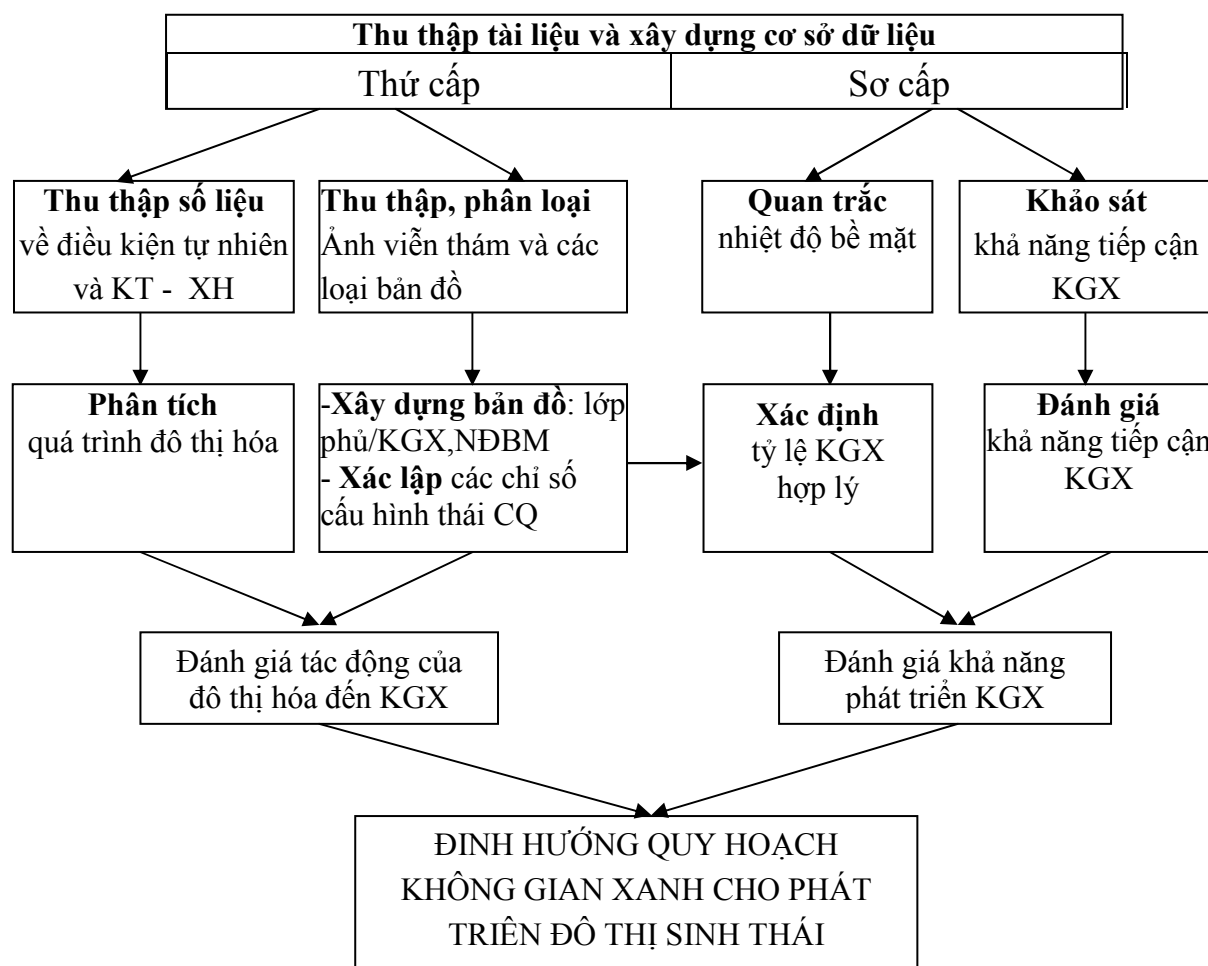 Thu thập tài liệu và xây dựng cơ sở dữ liệu
Thứ cấp
Sơ cấp
Thu thập số liệu
về điều kiện tự nhiên
và KT - XH
Thu thập, phân loại
Ảnh viễn thám và các
loại bản đồ
Quan trắc
nhiệt độ bề mặt
Khảo sát
khả năng tiếp cận
KGX
Phân tích
quá trình đô thị hóa
-Xây dựng bản đồ: lớp
phủ/KGX,NĐBM
- Xác lập các chỉ số
cấu hình thái CQ
Xác định
tỷ lệ KGX
hợp lý
Đánh giá
khả năng tiếp cận
KGX
Đánh giá tác động của
đô thị hóa đến KGX
Đánh giá khả năng
phát triển KGX
ĐINH HƯỚNG QUY HOẠCH
KHÔNG GIAN XANH CHO PHÁT
TRIÊN ĐÔ THỊ SINH THÁI